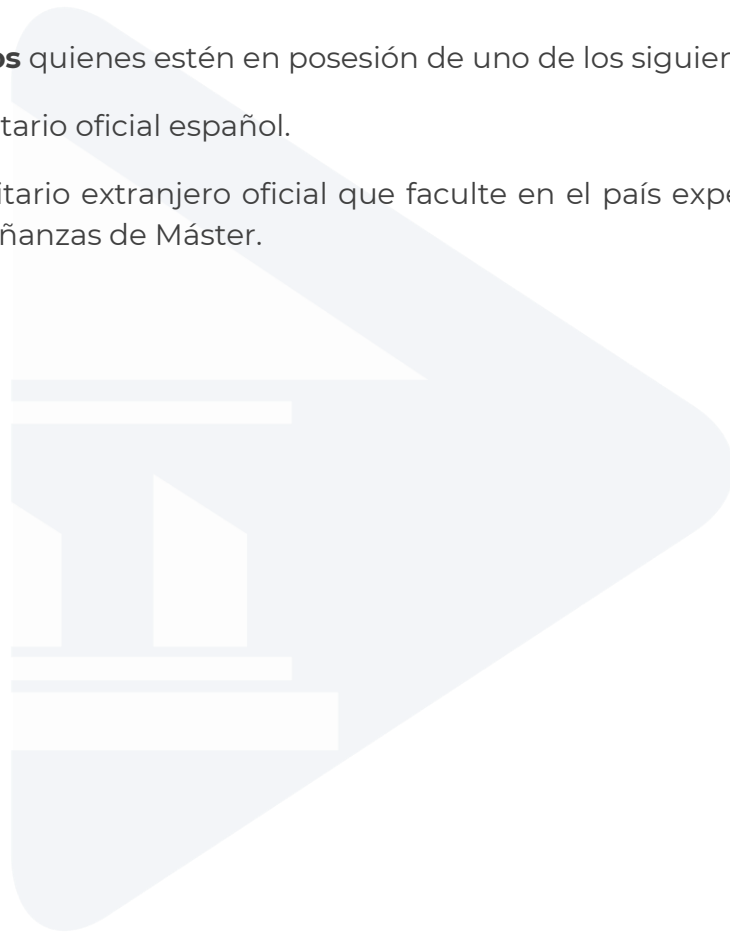 os quienes estén en posesión de uno de los siguien
tario oficial español.
itario extranjero oficial que faculte en el país expe
ñanzas de Máster.